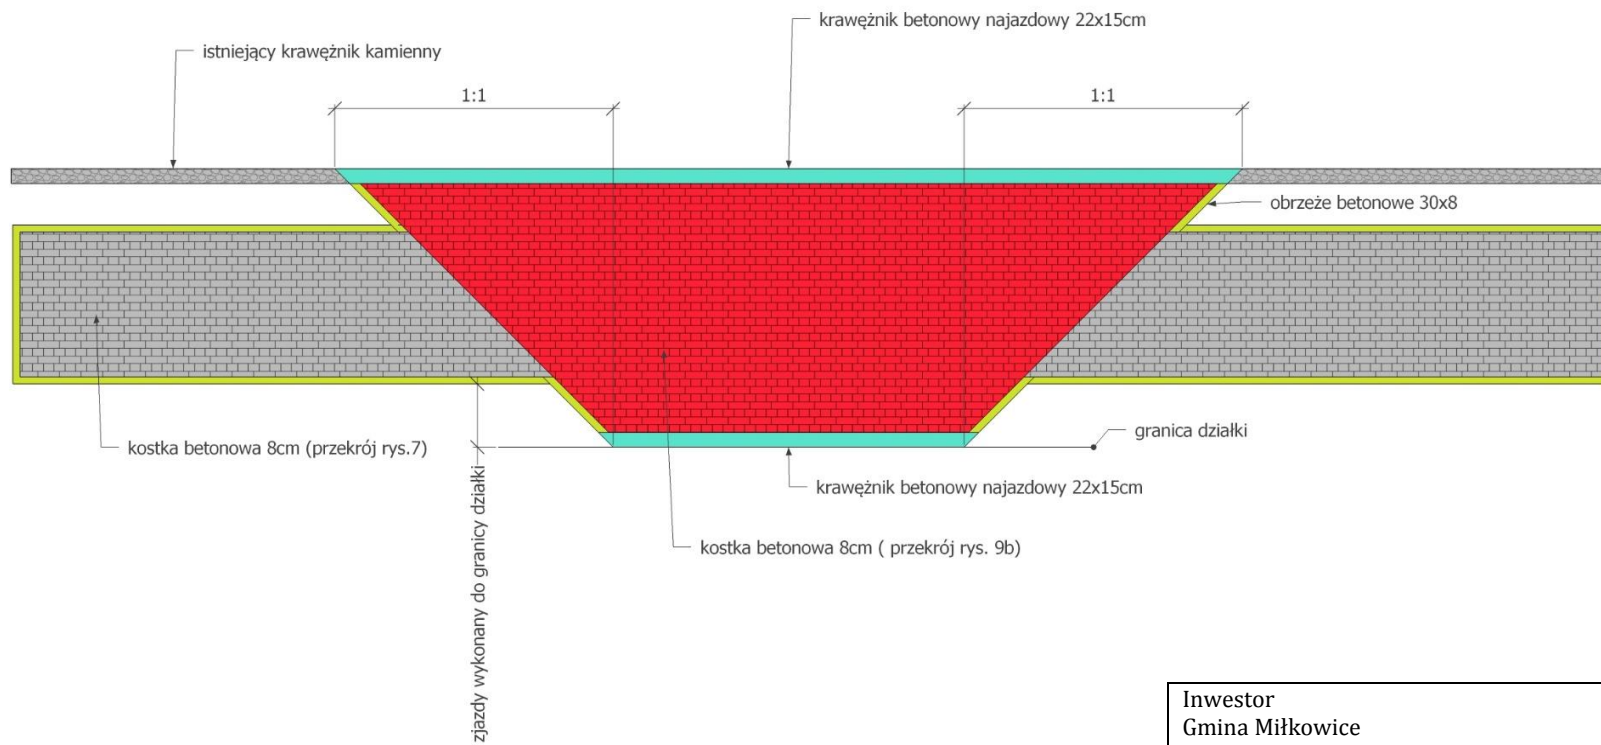 krawężnik betonowy najazdowy 22x15cm
istniejący krawężnik kamienny
1:1
1:1
obrzeże betonowe 30x8
granica działki
kostka betonowa 8cm (przekrój rys.7)
krawężnik betonowy najazdowy 22x15cm
kostka betonowa 8cm ( przekrój rys. 9b)
zjazdy wykonany do granicy działki
Inwestor
Gmina Miłkowice